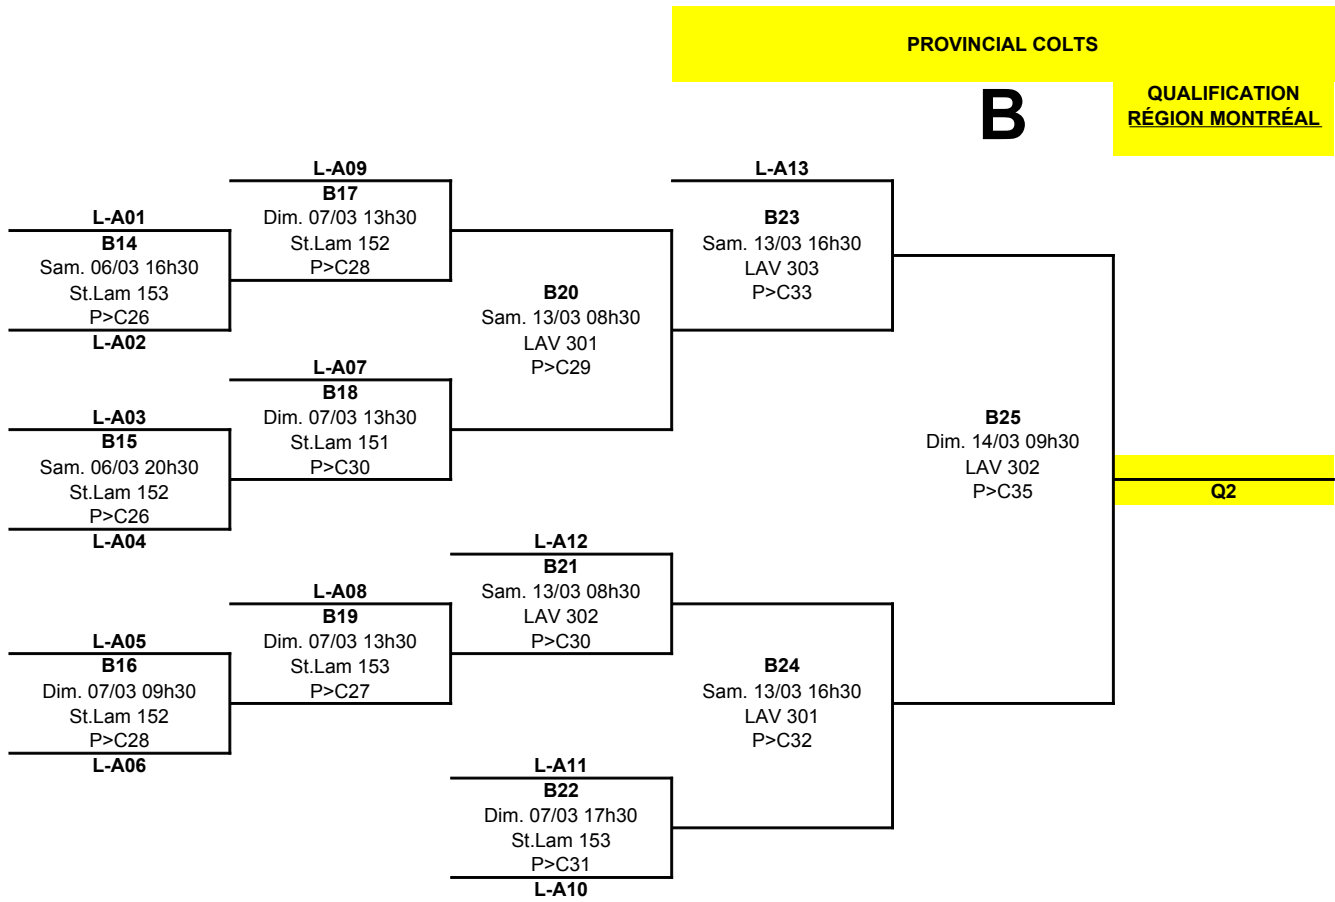 PROVINCIAL COLTS
B
QUALIFICATION
RÉGION MONTRÉAL
L-A01
B14
Sam. 06/03 16h30
St.Lam 153
P>C26
L-A02
L-A03
B15
Sam. 06/03 20h30
St.Lam 152
P>C26
L-A04
L-A05
B16
Dim. 07/03 09h30
St.Lam 152
P>C28
L-A06
L-A09
B17
Dim. 07/03 13h30
St.Lam 152
P>C28
L-A07
B18
Dim. 07/03 13h30
St.Lam 151
P>C30
L-A08
B19
Dim. 07/03 13h30
St.Lam 153
P>C27
B20
Sam. 13/03 08h30
LAV 301
P>C29
L-A12
B21
Sam. 13/03 08h30
LAV 302
P>C30
L-A11
B22
Dim. 07/03 17h30
St.Lam 153
P>C31
L-A10
L-A13
B23
Sam. 13/03 16h30
LAV 303
P>C33
B24
Sam. 13/03 16h30
LAV 301
P>C32
B25
Dim. 14/03 09h30
LAV 302
P>C35
Q2